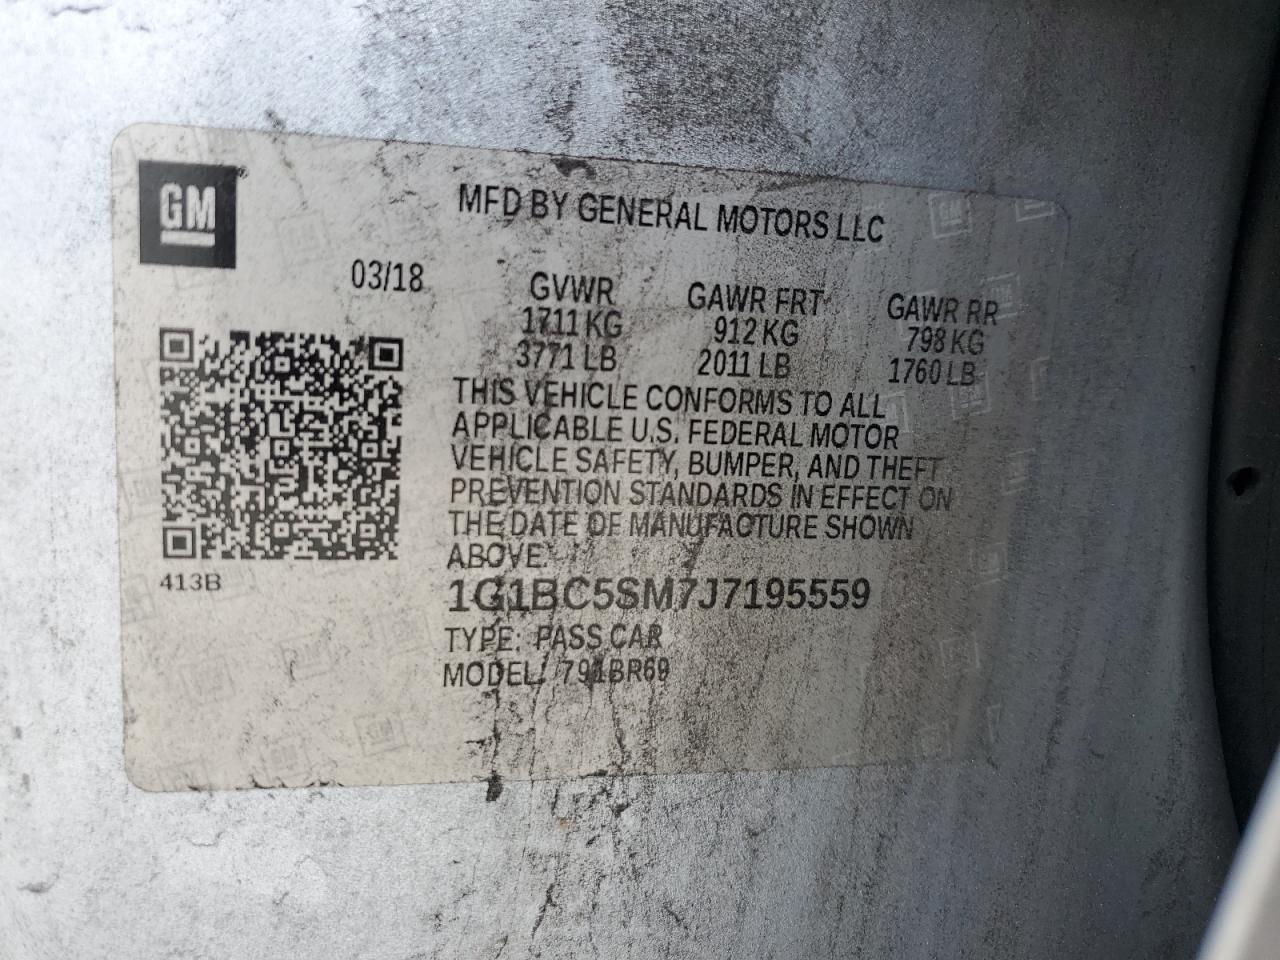 GM
MFD BY GENERAL MOTORS LLC
03/18
GVWR GAWR FRT GAWR RR
1711 KG 912 KG 798 KG
3771 LB 2011 LB 1760 LB
THIS VEHICLE CONFORMS TO ALL
APPLICABLE U.S. FEDERAL MOTOR
VEHICLE SAFETY, BUMPER, AND THEFT
PREVENTION STANDARDS IN EFFECT ON
THE DATE OF MANUFACTURE SHOWN
ABOVE.
413B
1G1BC5SM7J7195559
TYPE: PASS CAR
MODEL: 791BR69